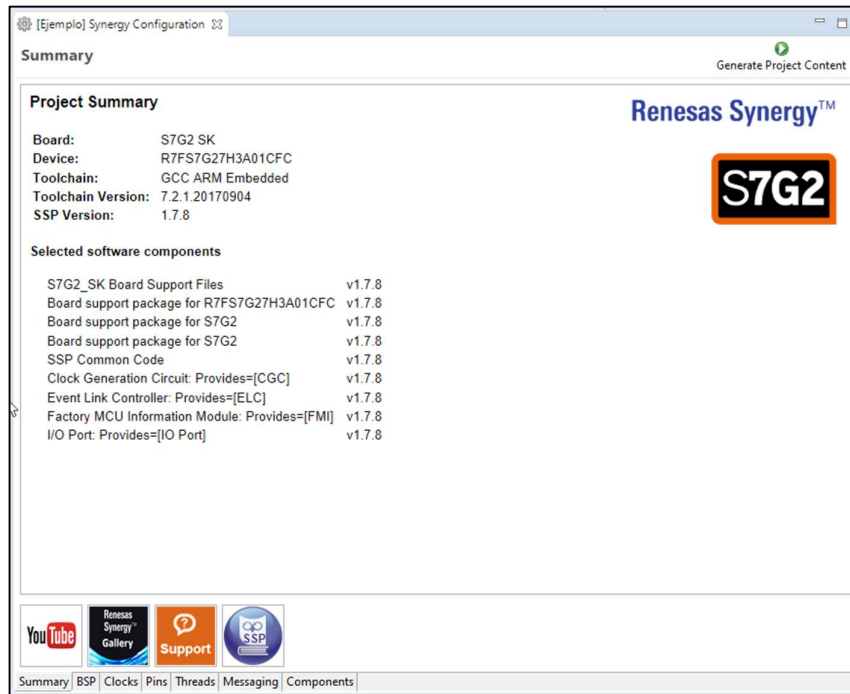 [Ejemplo] Synergy Configuration
Summary
Generate Project Content
Project Summary
Renesas Synergy™
Board: S7G2 SK
Device: R7FS7G27H3A01CFC
Toolchain: GCC ARM Embedded
Toolchain Version: 7.2.1.20170904
SSP Version: 1.7.8
S7G2
Selected software components
S7G2_SK Board Support Files v1.7.8
Board support package for R7FS7G27H3A01CFC v1.7.8
Board support package for S7G2 v1.7.8
Board support package for S7G2 v1.7.8
SSP Common Code v1.7.8
Clock Generation Circuit: Provides=[CGC] v1.7.8
Event Link Controller: Provides=[ELC] v1.7.8
Factory MCU Information Module: Provides=[FMI] v1.7.8
I/O Port: Provides=[IO Port] v1.7.8
YouTube
Renesas
Synergy™
Gallery
Support
SSP
Summary BSP Clocks Pins Threads Messaging Components